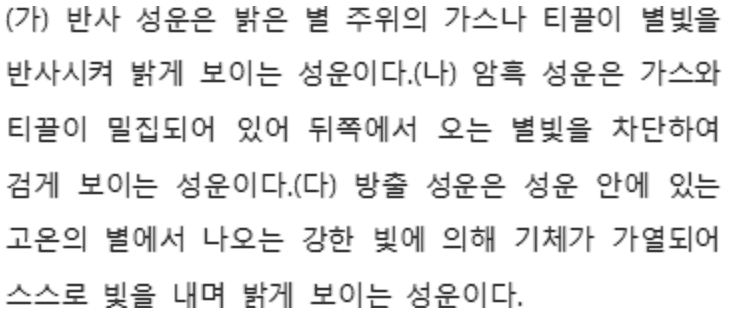 (가) 반사 성운은 밝은 별 주위의 가스나 티끌이 별빛을
반사시켜 밝게 보이는 성운이다.(나) 암흑 성운은 가스와
티끌이 밀집되어 있어 뒤쪽에서 오는 별빛을 차단하여
검게 보이는 성운이다.(다) 방출 성운은 성운 안에 있는
고온의 별에서 나오는 강한 빛에 의해 기체가 가열되어
스스로 빛을 내며 밝게 보이는 성운이다.